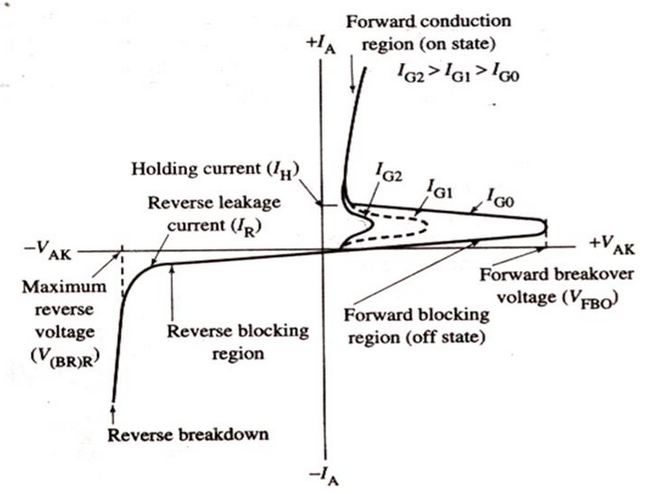 Forward conduction
region (on state)
+I_A
I_G2 > I_G1 > I_G0
Holding current (I_H)
I_G2
I_G1
I_G0
Reverse leakage
current (I_R)
−V_AK
+V_AK
Maximum
reverse
voltage
(V_(BR)R)
Forward breakover
voltage (V_FBO)
Reverse blocking
region
Forward blocking
region (off state)
Reverse breakdown
−I_A